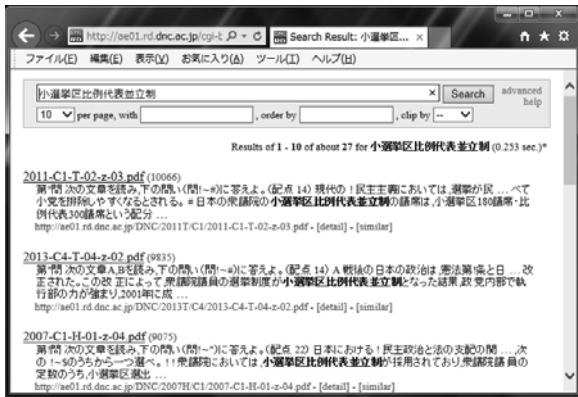 http://ae01.rd.dnc.ac.jp/cgi-t
Search Result: 小選挙区... ×
ファイル(F) 編集(E) 表示(V) お気に入り(A) ツール(T) ヘルプ(H)
小選挙区比例代表並立制 × Search advanced
help
10 per page, with , order by , clip by --
Results of 1 - 10 of about 27 for 小選挙区比例代表並立制 (0.253 sec.)*
2011-C1-T-02-z-03.pdf (10066)
第!問 次の文章を読み,下の問い(問!~#)に答えよ。(配点 14) 現代の!民主主義においては,選挙が民 ... べて
小党を排除しやすくなるとされる。# 日本の衆議院の小選挙区比例代表並立制の議席は,小選挙区180議席・比
例代表300議席という配分 ...
http://ae01.rd.dnc.ac.jp/DNC/2011T/C1/2011-C1-T-02-z-03.pdf - [detail] - [similar]
2013-C4-T-04-z-02.pdf (9835)
第!問 次の文章A,Bを読み,下の問い(問!~#)に答えよ。(配点 14) A 戦後の日本の政治は,憲法第!条と日 ... 改
正された。この改 正によって,衆議院議員の選挙制度が小選挙区比例代表並立制となった結果,政 党内部で執
行部の力が強まり,2001年に成 ...
http://ae01.rd.dnc.ac.jp/DNC/2013T/C4/2013-C4-T-04-z-02.pdf - [detail] - [similar]
2007-C1-H-01-z-04.pdf (9075)
第!問 次の文章を読み,下の問い(問!~")に答えよ。(配点 22) 日本における!民主政治と法の支配の関 ... ,次
の!~$のうちから一つ選べ。!!衆議院においては,小選挙区比例代表並立制が採用されており,衆議院議 員の
定数のうち,小選挙区選出 ...
http://ae01.rd.dnc.ac.jp/DNC/2007H/C1/2007-C1-H-01-z-04.pdf - [detail] - [similar]